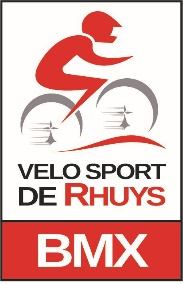 VELO SPORT
DE RHUYS
BMX